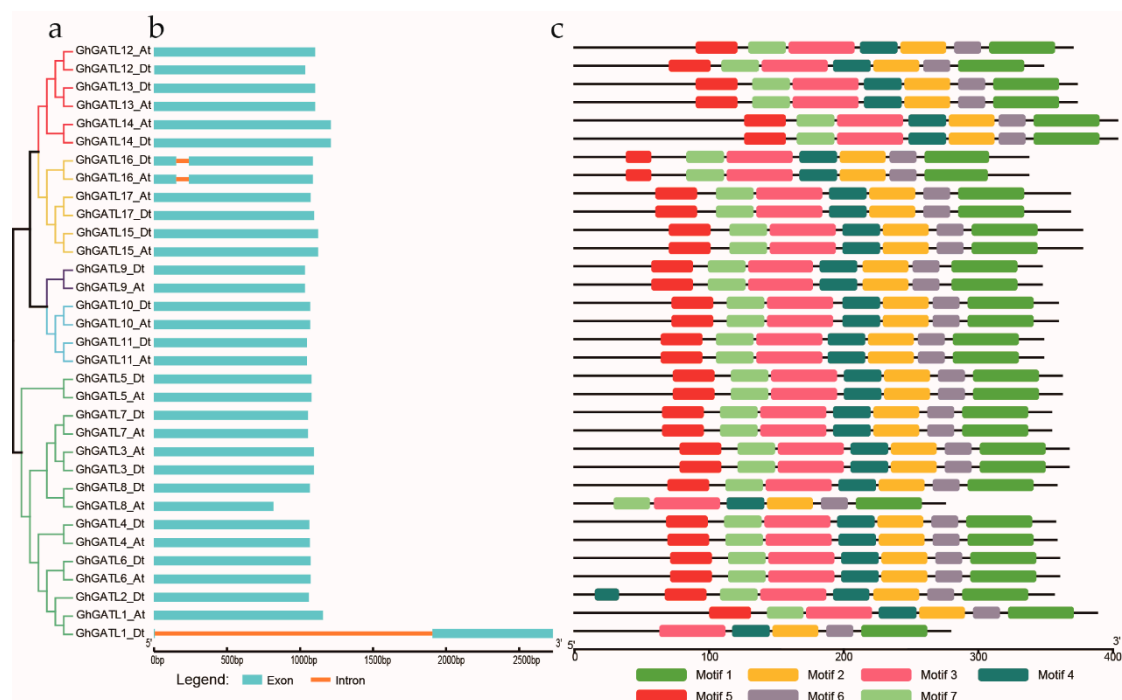 a b c
GhGATL12_At
GhGATL12_Dt
GhGATL13_Dt
GhGATL13_At
GhGATL14_At
GhGATL14_Dt
GhGATL16_Dt
GhGATL16_At
GhGATL17_At
GhGATL17_Dt
GhGATL15_Dt
GhGATL15_At
GhGATL9_Dt
GhGATL9_At
GhGATL10_Dt
GhGATL10_At
GhGATL11_Dt
GhGATL11_At
GhGATL5_Dt
GhGATL5_At
GhGATL7_Dt
GhGATL7_At
GhGATL3_At
GhGATL3_Dt
GhGATL8_Dt
GhGATL8_At
GhGATL4_Dt
GhGATL4_At
GhGATL6_Dt
GhGATL6_At
GhGATL2_Dt
GhGATL1_At
GhGATL1_Dt
5' 3'
0bp 500bp 1000bp 1500bp 2000bp 2500bp
Legend: Exon Intron
5' 3'
0 100 200 300 400
Motif 1 Motif 2 Motif 3 Motif 4
Motif 5 Motif 6 Motif 7